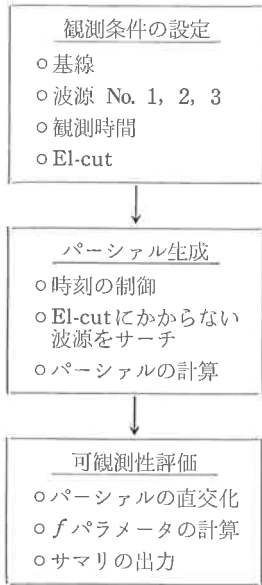 観測条件の設定
○基線
○波源 No. 1, 2, 3
○観測時間
○El-cut
パーシャル生成
○時刻の制御
○El-cutにかからない
波源をサーチ
○パーシャルの計算
可観測性評価
○パーシャルの直交化
○fパラメータの計算
○サマリの出力